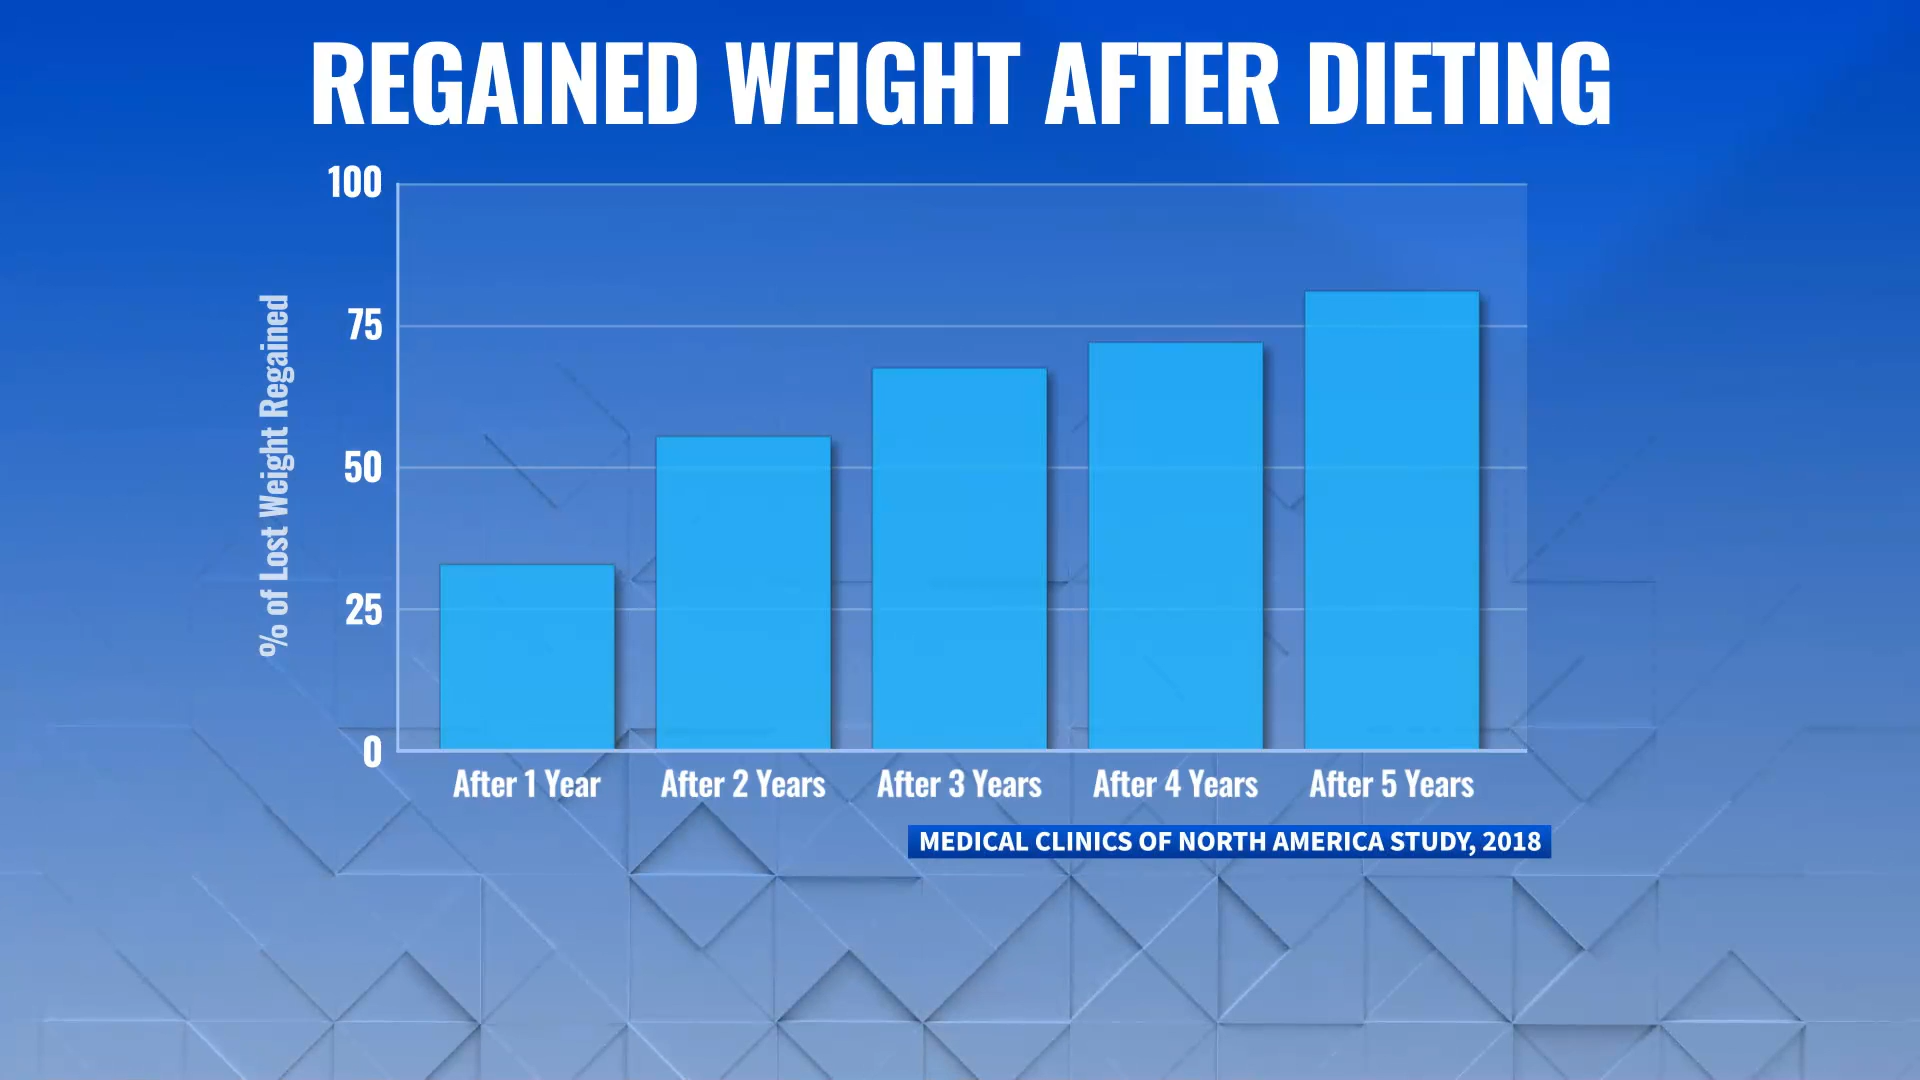 REGAINED WEIGHT AFTER DIETING
% of Lost Weight Regained
100
75
50
25
0
After 1 Year
After 2 Years
After 3 Years
After 4 Years
After 5 Years
MEDICAL CLINICS OF NORTH AMERICA STUDY, 2018